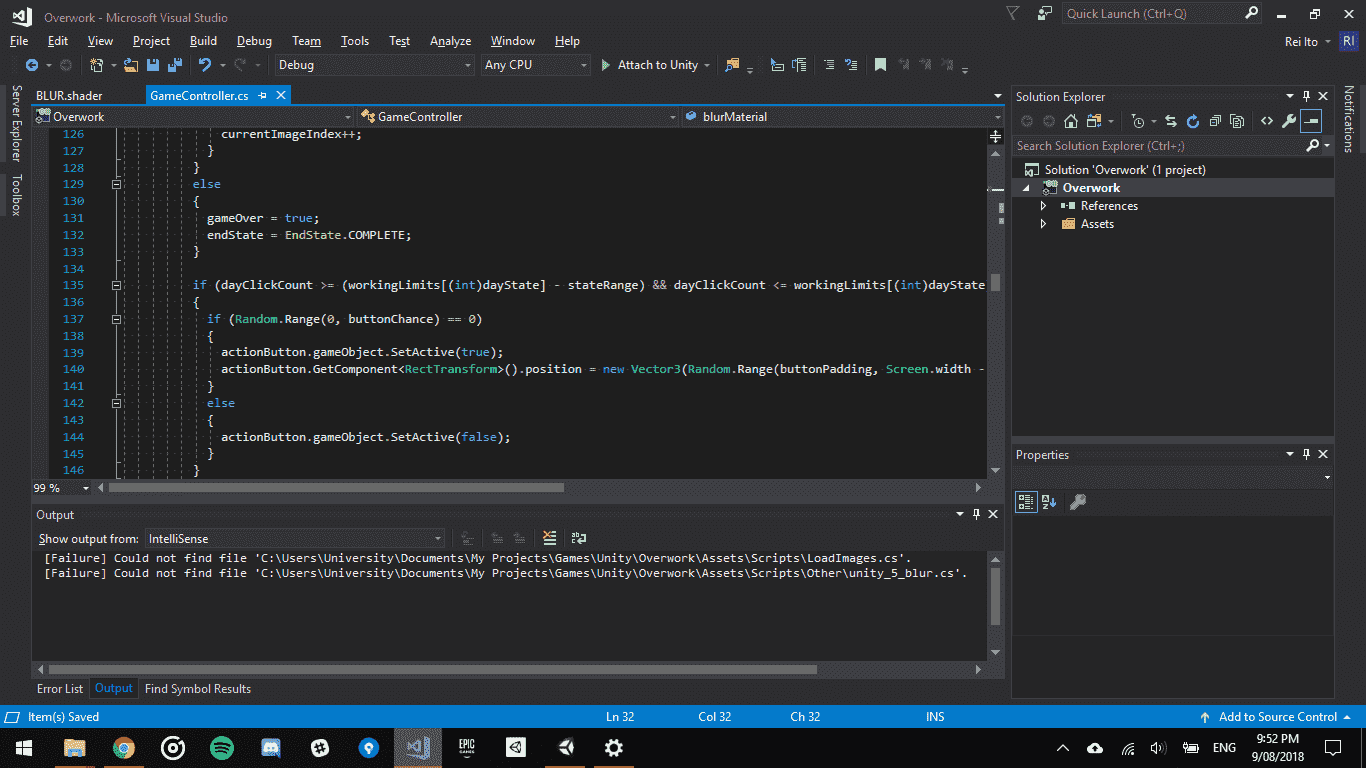 Overwork - Microsoft Visual Studio
Quick Launch (Ctrl+Q)
File Edit View Project Build Debug Team Tools Test Analyze Window Help
Rei Ito RI
Debug Any CPU Attach to Unity
Server Explorer
Toolbox
BLUR.shader GameController.cs
Overwork GameController blurMaterial
126 currentImageIndex++;
127 }
128 }
129 else
130 {
131 gameOver = true;
132 endState = EndState.COMPLETE;
133 }
134
135 if (dayClickCount >= (workingLimits[(int)dayState] - stateRange) && dayClickCount <= workingLimits[(int)dayState
136 {
137 if (Random.Range(0, buttonChance) == 0)
138 {
139 actionButton.gameObject.SetActive(true);
140 actionButton.GetComponent<RectTransform>().position = new Vector3(Random.Range(buttonPadding, Screen.width -
141 }
142 else
143 {
144 actionButton.gameObject.SetActive(false);
145 }
146 }
99 %
Output
Show output from: IntelliSense
[Failure] Could not find file 'C:\Users\University\Documents\My Projects\Games\Unity\Overwork\Assets\Scripts\LoadImages.cs'.
[Failure] Could not find file 'C:\Users\University\Documents\My Projects\Games\Unity\Overwork\Assets\Scripts\Other\unity_5_blur.cs'.
Error List Output Find Symbol Results
Solution Explorer
Search Solution Explorer (Ctrl+;)
Solution 'Overwork' (1 project)
Overwork
References
Assets
Properties
Notifications
Item(s) Saved Ln 32 Col 32 Ch 32 INS Add to Source Control
EPIC
GAMES
ENG
9:52 PM
9/08/2018